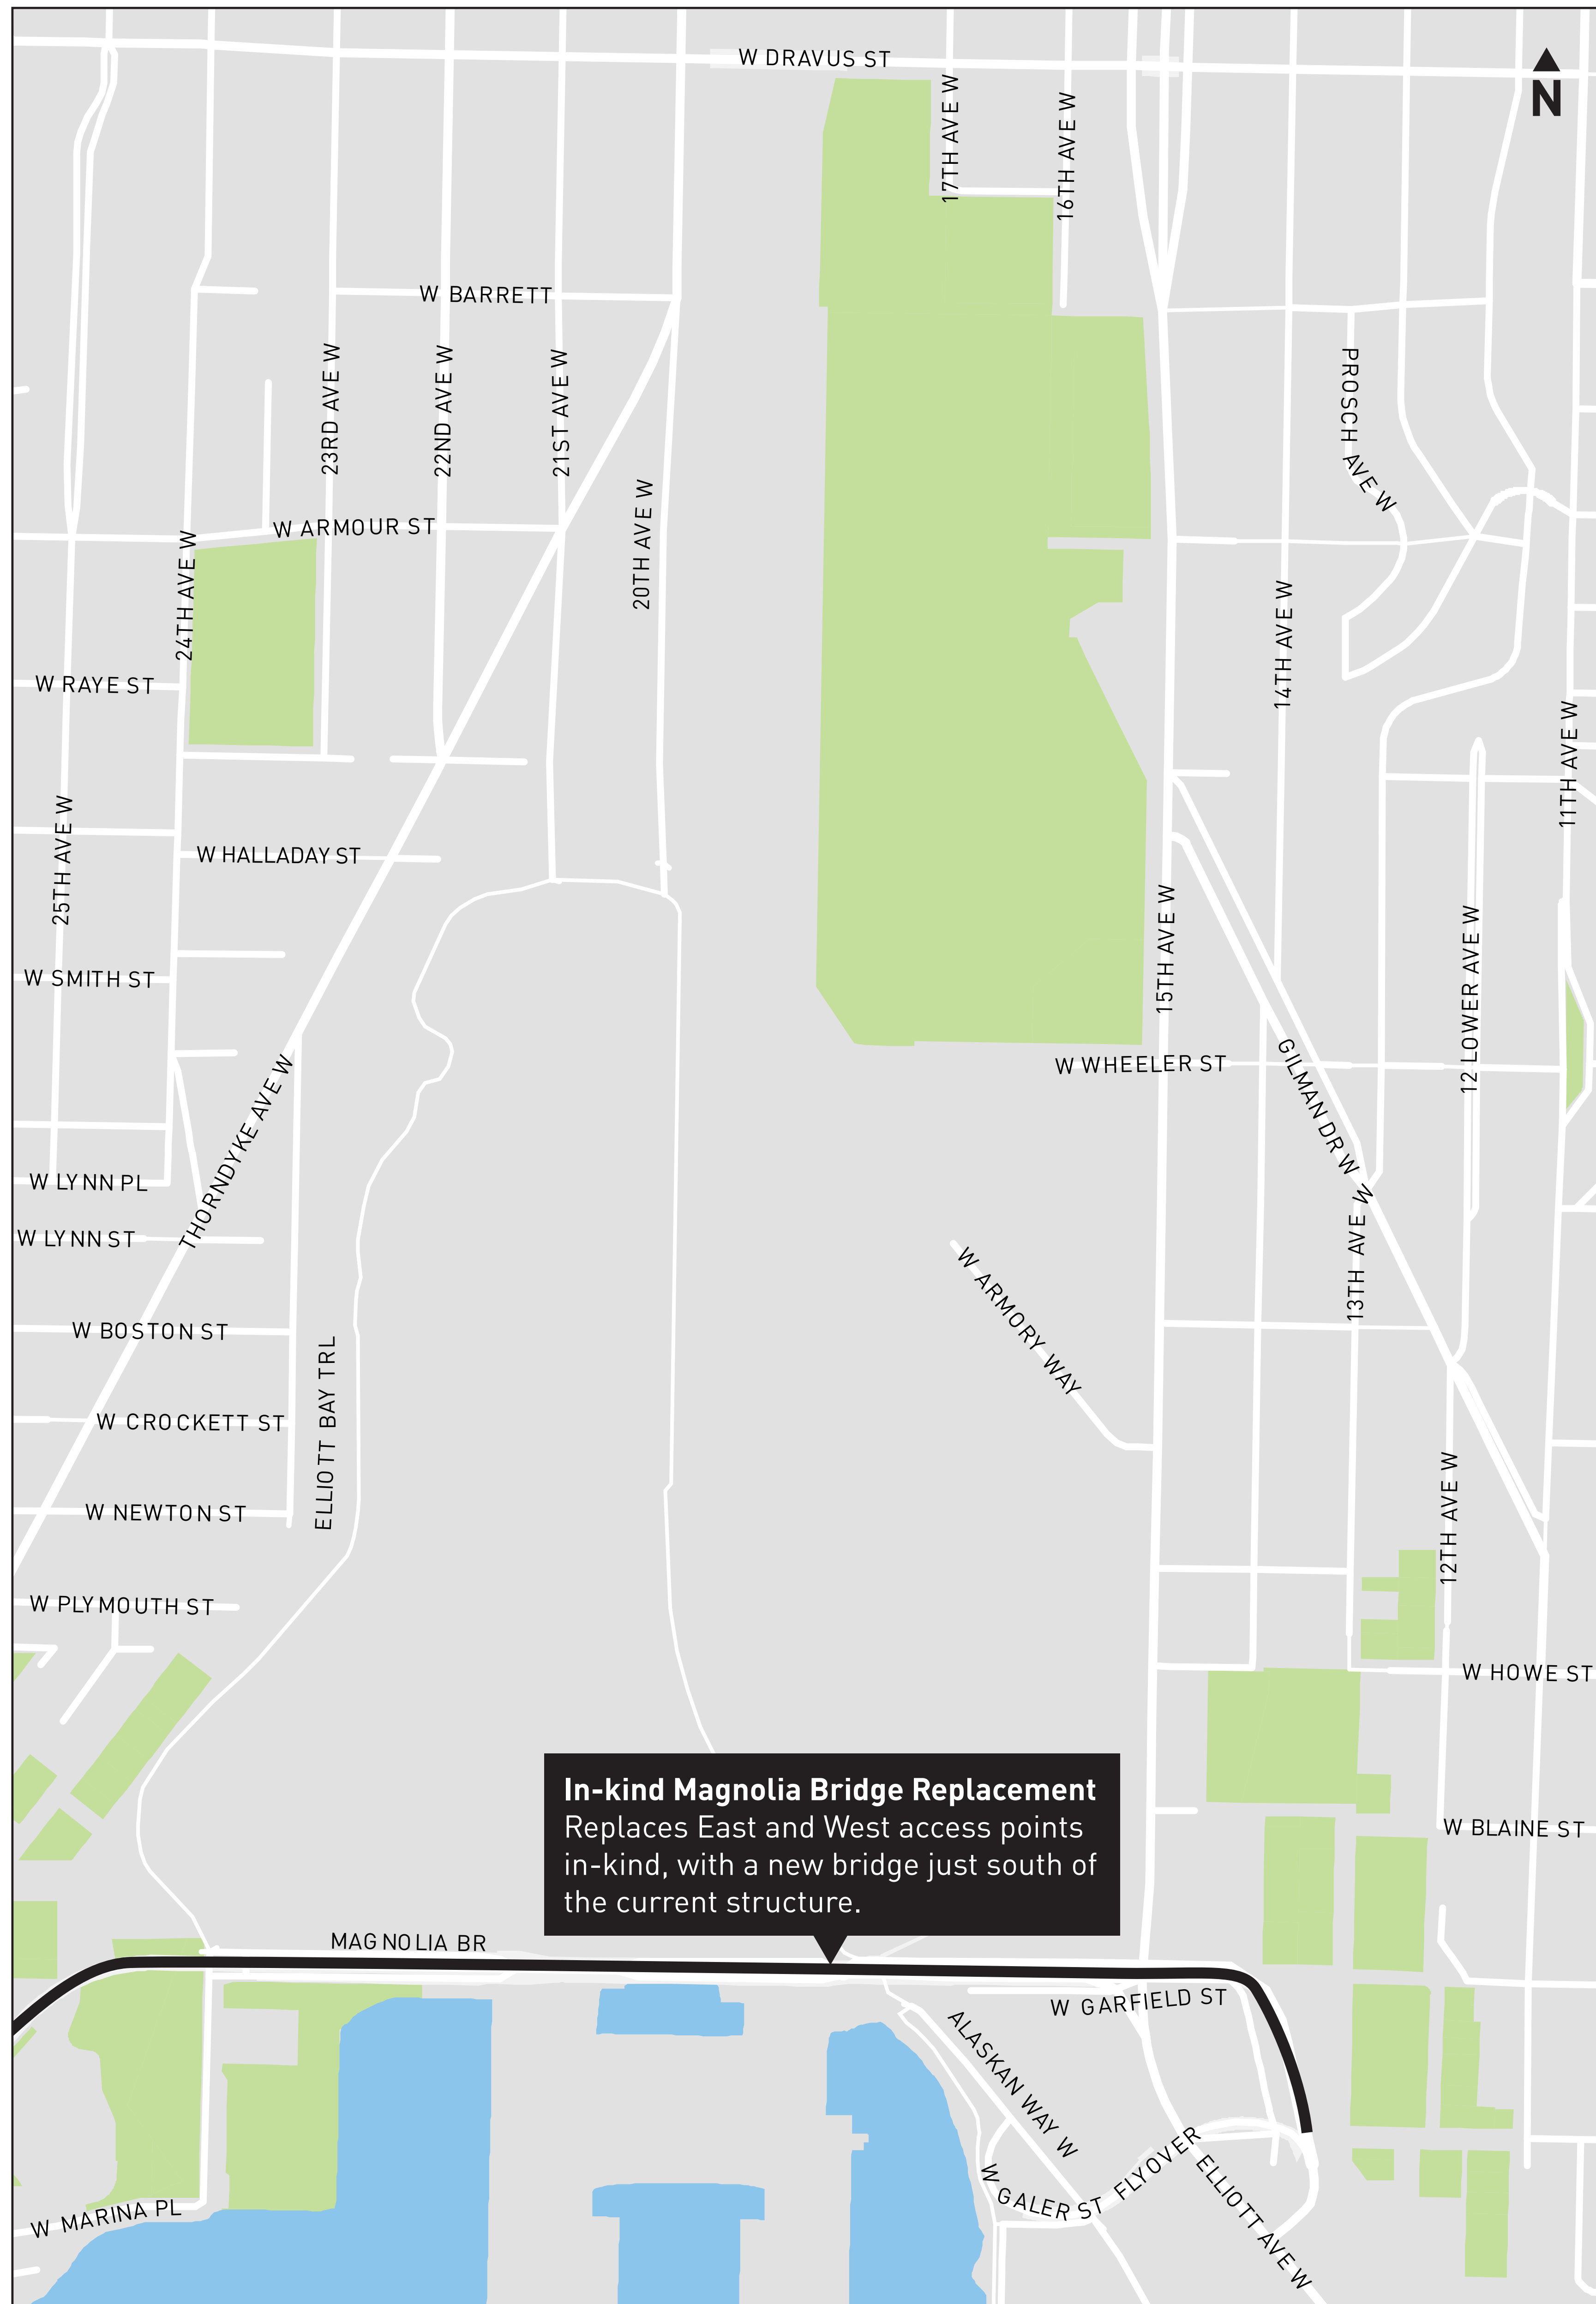 W DRAVUS ST
N
17TH AVE W
16TH AVE W
W BARRETT
23RD AVE W
22ND AVE W
21ST AVE W
PROSCH AVE W
W ARMOUR ST
20TH AVE W
24TH AVE W
14TH AVE W
W RAYE ST
11TH AVE W
25TH AVE W
W HALLADAY ST
15TH AVE W
12 LOWER AVE W
W SMITH ST
W WHEELER ST
GILMAN DR W
THORNDYKE AVE W
W LYNN PL
W LYNN ST
13TH AVE W
W ARMORY WAY
W BOSTON ST
ELLIOTT BAY TRL
W CROCKETT ST
W NEWTON ST
12TH AVE W
W PLYMOUTH ST
W HOWE ST
In-kind Magnolia Bridge Replacement
Replaces East and West access points
in-kind, with a new bridge just south of
the current structure.
W BLAINE ST
MAGNOLIA BR
W GARFIELD ST
ALASKAN WAY W
W GALER ST FLYOVER
ELLIOTT AVE W
W MARINA PL